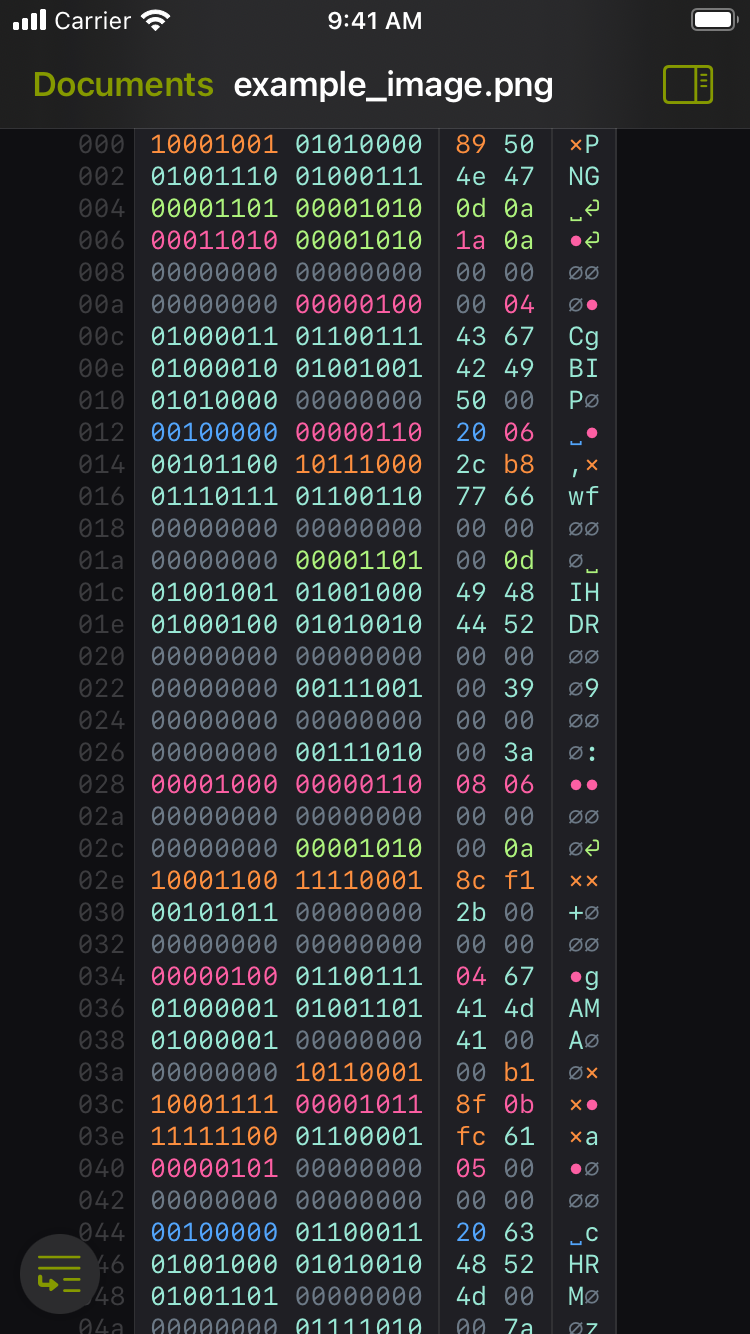 Carrier 9:41 AM
Documents example_image.png
000 10001001 01010000 89 50 ×P
002 01001110 01000111 4e 47 NG
004 00001101 00001010 0d 0a ␣⏎
006 00011010 00001010 1a 0a •⏎
008 00000000 00000000 00 00 ∅∅
00a 00000000 00000100 00 04 ∅•
00c 01000011 01100111 43 67 Cg
00e 01000010 01001001 42 49 BI
010 01010000 00000000 50 00 P∅
012 00100000 00000110 20 06 ␣•
014 00101100 10111000 2c b8 ,×
016 01110111 01100110 77 66 wf
018 00000000 00000000 00 00 ∅∅
01a 00000000 00001101 00 0d ∅␣
01c 01001001 01001000 49 48 IH
01e 01000100 01010010 44 52 DR
020 00000000 00000000 00 00 ∅∅
022 00000000 00111001 00 39 ∅9
024 00000000 00000000 00 00 ∅∅
026 00000000 00111010 00 3a ∅:
028 00001000 00000110 08 06 ••
02a 00000000 00000000 00 00 ∅∅
02c 00000000 00001010 00 0a ∅⏎
02e 10001100 11110001 8c f1 ××
030 00101011 00000000 2b 00 +∅
032 00000000 00000000 00 00 ∅∅
034 00000100 01100111 04 67 •g
036 01000001 01001101 41 4d AM
038 01000001 00000000 41 00 A∅
03a 00000000 10110001 00 b1 ∅×
03c 10001111 00001011 8f 0b ×•
03e 11111100 01100001 fc 61 ×a
040 00000101 00000000 05 00 •∅
042 00000000 00000000 00 00 ∅∅
044 00100000 01100011 20 63 ␣c
46 01001000 01010010 48 52 HR
48 01001101 00000000 4d 00 M∅
04a 00000000 01111010 00 7a ∅z